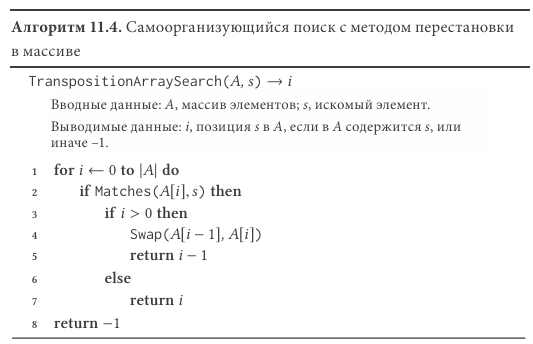 Алгоритм 11.4. Самоорганизующийся поиск с методом перестановки
в массиве
TranspositionArraySearch(A, s) → i
Вводные данные: A, массив элементов; s, искомый элемент.
Выводимые данные: i, позиция s в A, если в A содержится s, или
иначе –1.
1 for i ← 0 to |A| do
2 if Matches(A[i], s) then
3 if i > 0 then
4 Swap(A[i − 1], A[i])
5 return i − 1
6 else
7 return i
8 return −1